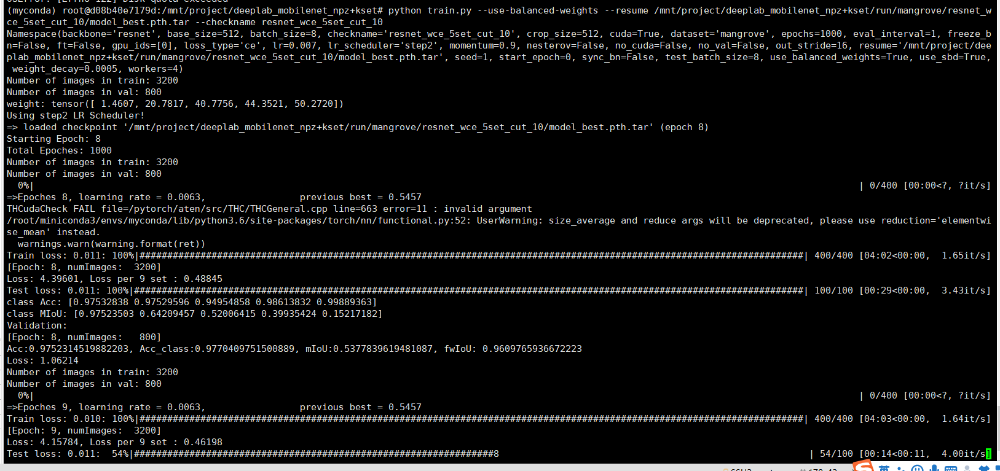 OSError: [Errno 122] Disk quota exceeded
(myconda) root@d08b40e7179d:/mnt/project/deeplab_mobilenet_npz+kset# python train.py --use-balanced-weights --resume /mnt/project/deeplab_mobilenet_npz+kset/run/mangrove/resnet_w
ce_5set_cut_10/model_best.pth.tar --checkname resnet_wce_5set_cut_10
Namespace(backbone='resnet', base_size=512, batch_size=8, checkname='resnet_wce_5set_cut_10', crop_size=512, cuda=True, dataset='mangrove', epochs=1000, eval_interval=1, freeze_b
n=False, ft=False, gpu_ids=[0], loss_type='ce', lr=0.007, lr_scheduler='step2', momentum=0.9, nesterov=False, no_cuda=False, no_val=False, out_stride=16, resume='/mnt/project/dee
plab_mobilenet_npz+kset/run/mangrove/resnet_wce_5set_cut_10/model_best.pth.tar', seed=1, start_epoch=0, sync_bn=False, test_batch_size=8, use_balanced_weights=True, use_sbd=True,
 weight_decay=0.0005, workers=4)
Number of images in train: 3200
Number of images in val: 800
weight: tensor([ 1.4607, 20.7817, 40.7756, 44.3521, 50.2720])
Using step2 LR Scheduler!
=> loaded checkpoint '/mnt/project/deeplab_mobilenet_npz+kset/run/mangrove/resnet_wce_5set_cut_10/model_best.pth.tar' (epoch 8)
Starting Epoch: 8
Total Epoches: 1000
Number of images in train: 3200
Number of images in val: 800
  0%| | 0/400 [00:00<?, ?it/s]
=>Epoches 8, learning rate = 0.0063, previous best = 0.5457
THCudaCheck FAIL file=/pytorch/aten/src/THC/THCGeneral.cpp line=663 error=11 : invalid argument
/root/miniconda3/envs/myconda/lib/python3.6/site-packages/torch/nn/functional.py:52: UserWarning: size_average and reduce args will be deprecated, please use reduction='elementwi
se_mean' instead.
  warnings.warn(warning.format(ret))
Train loss: 0.011: 100%|########################################################################################################################| 400/400 [04:02<00:00,  1.65it/s]
[Epoch: 8, numImages:  3200]
Loss: 4.39601, Loss per 9 set : 0.48845
Test loss: 0.011: 100%|#########################################################################################################################| 100/100 [00:29<00:00,  3.43it/s]
class Acc: [0.97532838 0.97529596 0.94954858 0.98613832 0.99889363]
class MIoU: [0.97523503 0.64209457 0.52006415 0.39935424 0.15217182]
Validation:
[Epoch: 8, numImages:   800]
Acc:0.9752314519882203, Acc_class:0.9770409751500889, mIoU:0.5377839619481087, fwIoU: 0.9609765936672223
Loss: 1.06214
Number of images in train: 3200
Number of images in val: 800
  0%| | 0/400 [00:00<?, ?it/s]
=>Epoches 9, learning rate = 0.0063, previous best = 0.5457
Train loss: 0.010: 100%|########################################################################################################################| 400/400 [04:03<00:00,  1.64it/s]
[Epoch: 9, numImages:  3200]
Loss: 4.15784, Loss per 9 set : 0.46198
Test loss: 0.011:  54%|#################################################################8 | 54/100 [00:14<00:11,  4.00it/s]
英